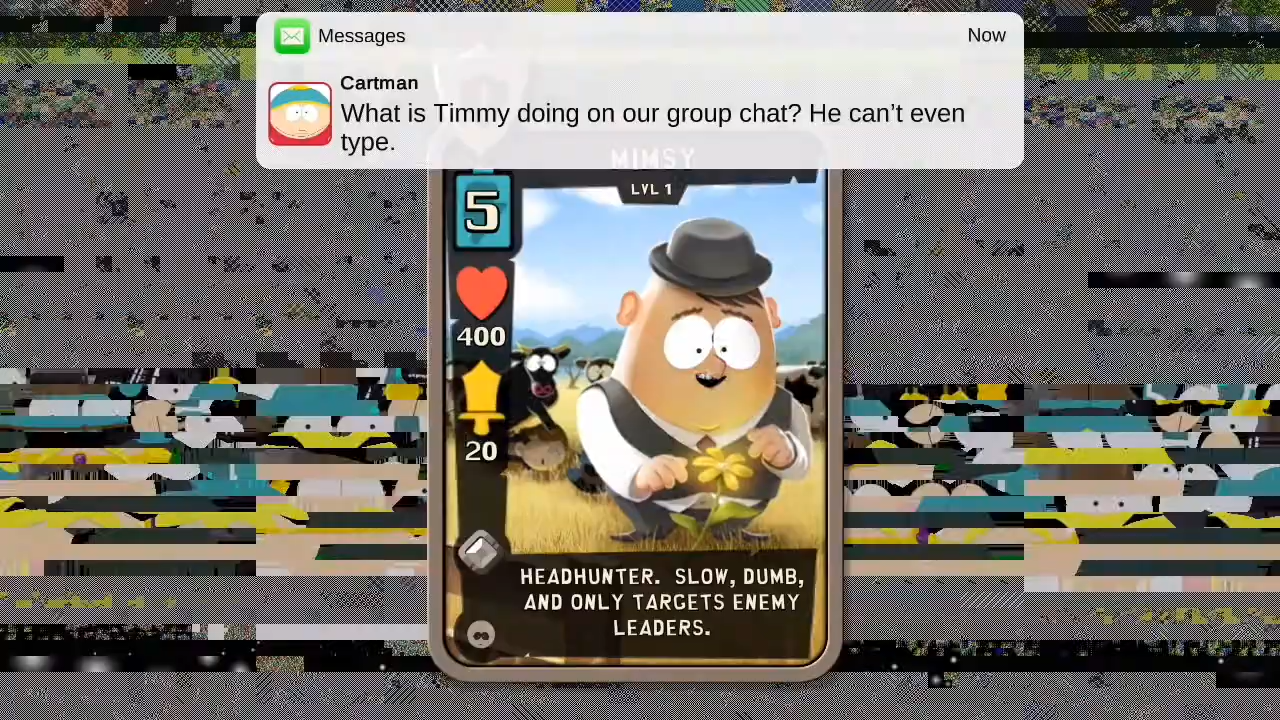 Messages
Now
Cartman
What is Timmy doing on our group chat? He can’t even
type.
MIMSY
LVL 1
5
400
20
HEADHUNTER. SLOW, DUMB,
AND ONLY TARGETS ENEMY
LEADERS.